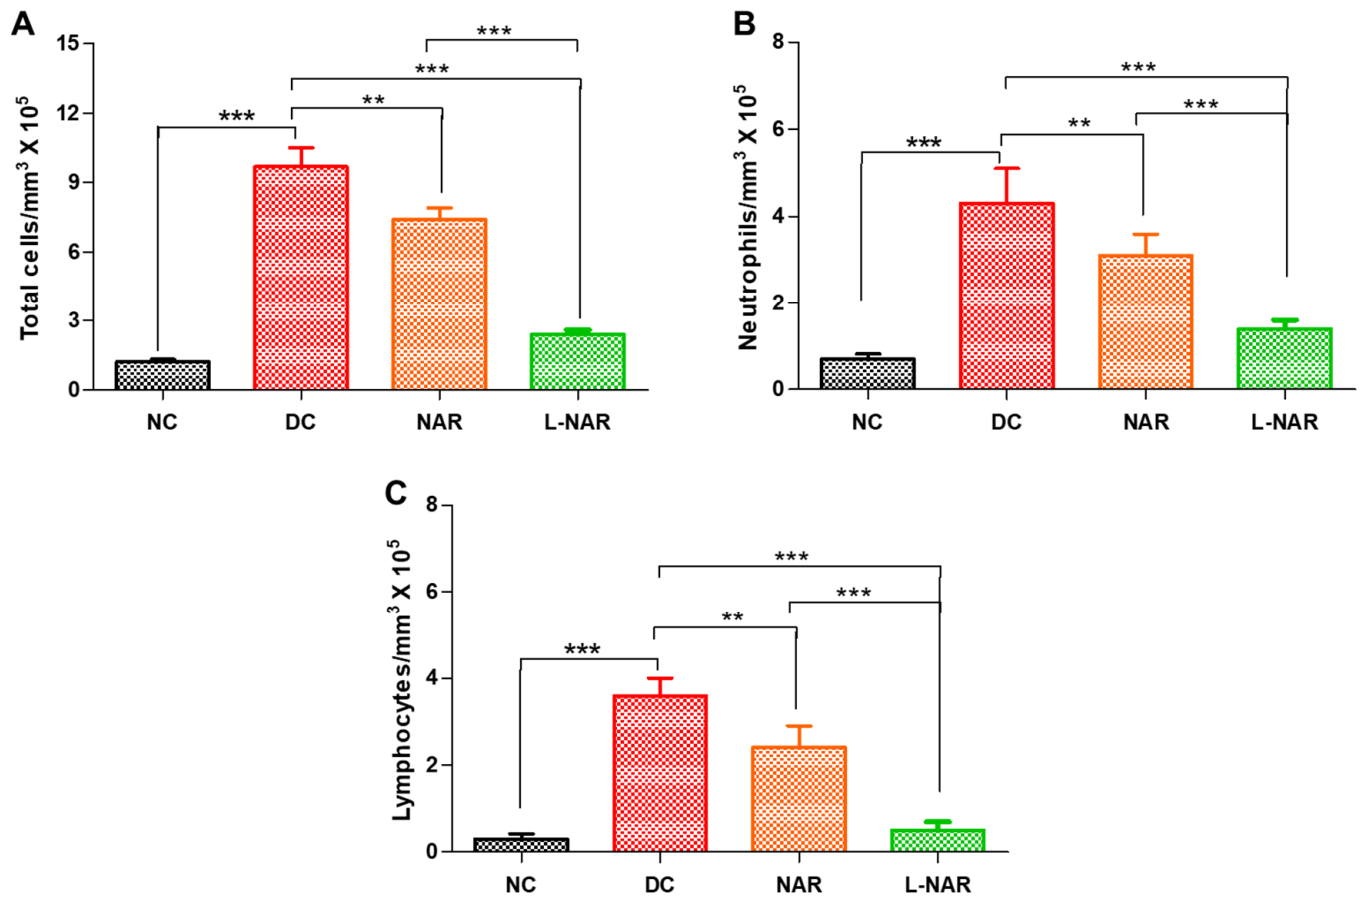 A
Total cells/mm³ X 10⁵
15
12
9
6
3
0
***
***
***
**
NC
DC
NAR
L-NAR
B
Neutrophils/mm³ X 10⁵
8
6
4
2
0
***
***
**
***
NC
DC
NAR
L-NAR
C
Lymphocytes/mm³ X 10⁵
8
6
4
2
0
***
***
**
***
NC
DC
NAR
L-NAR